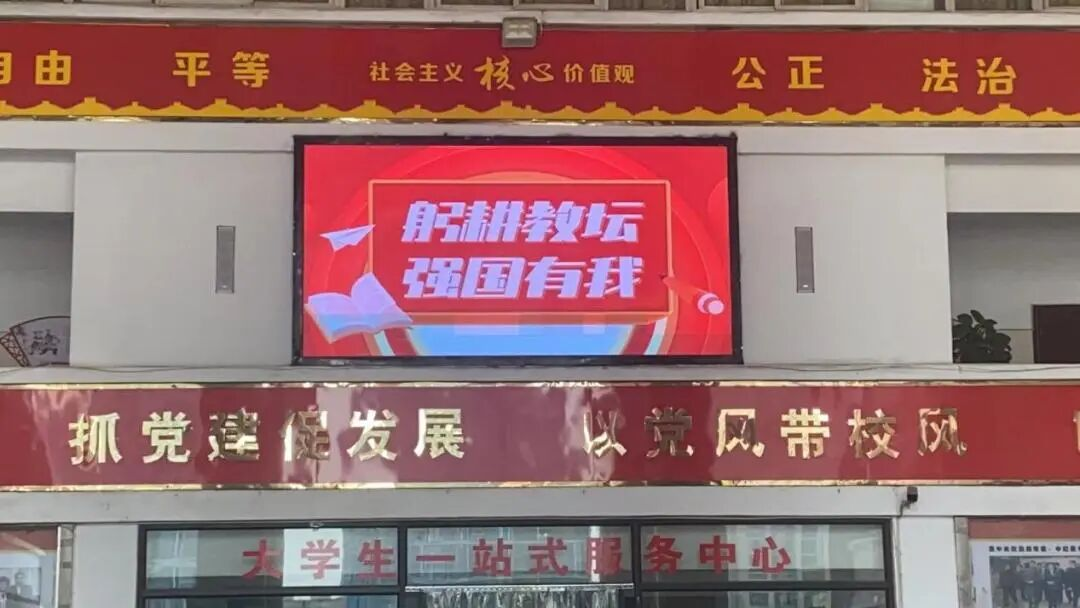 自由 平等 社会主义核心价值观 公正 法治
躬耕教坛
强国有我
抓党建促发展 以党风带校风
大学生一站式服务中心